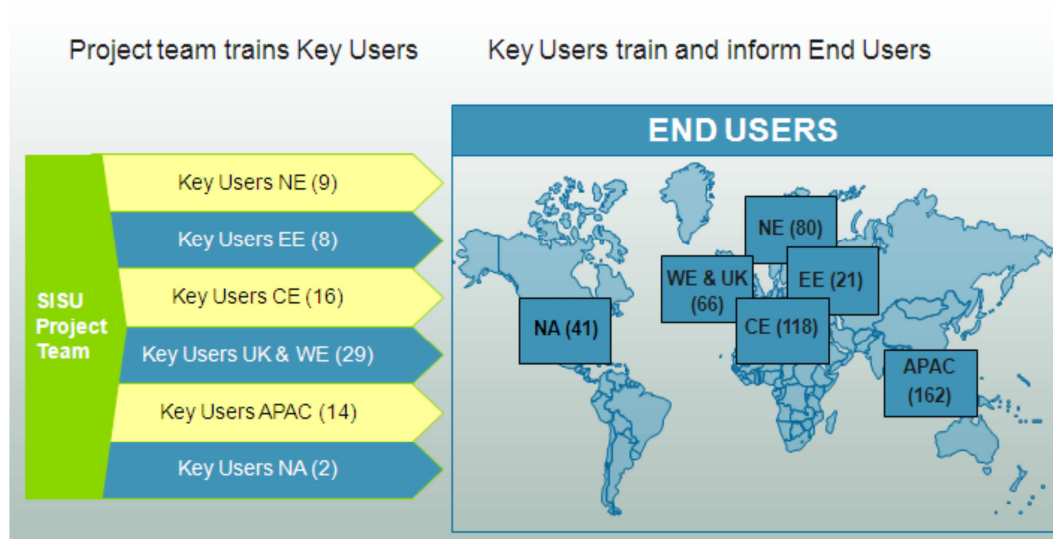 Project team trains Key Users
Key Users train and inform End Users
END USERS
SISU
Project
Team
Key Users NE (9)
Key Users EE (8)
Key Users CE (16)
Key Users UK & WE (29)
Key Users APAC (14)
Key Users NA (2)
NE (80)
WE & UK
(66)
EE (21)
NA (41)
CE (118)
APAC
(162)